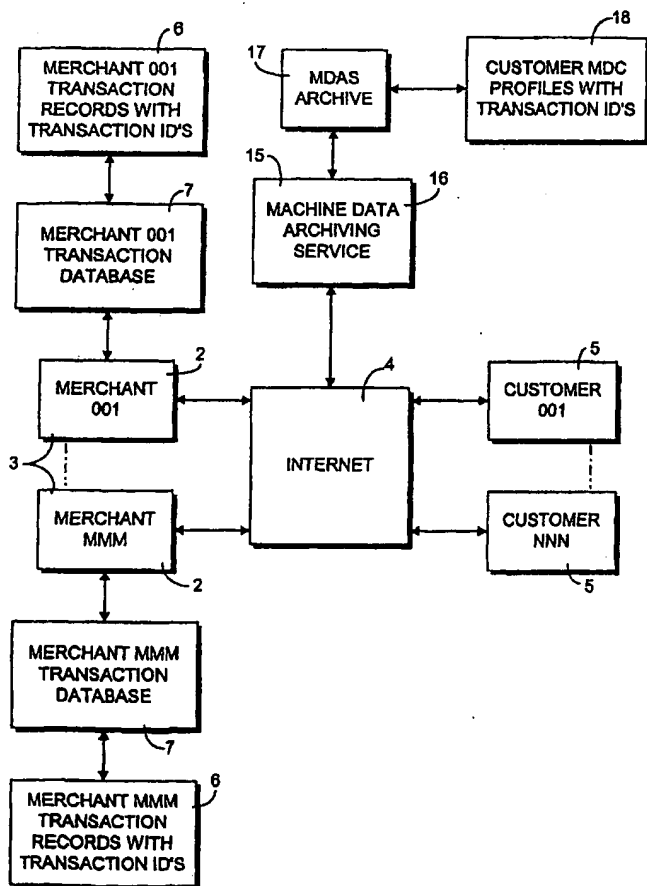 6
MERCHANT 001
TRANSACTION
RECORDS WITH
TRANSACTION ID'S
17
MDAS
ARCHIVE
18
CUSTOMER MDC
PROFILES WITH
TRANSACTION ID'S
7
MERCHANT 001
TRANSACTION
DATABASE
15
16
MACHINE DATA
ARCHIVING
SERVICE
2
MERCHANT
001
4
INTERNET
5
CUSTOMER
001
3
MERCHANT
MMM
2
CUSTOMER
NNN
5
MERCHANT MMM
TRANSACTION
DATABASE
7
6
MERCHANT MMM
TRANSACTION
RECORDS WITH
TRANSACTION ID'S